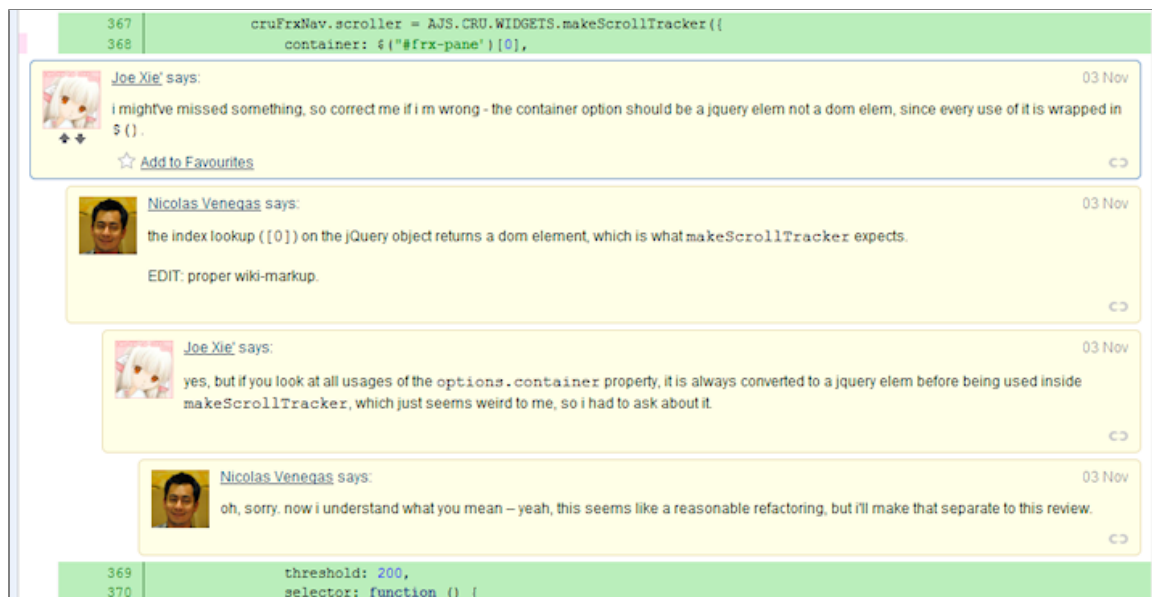 367 cruFrxNav.scroller = AJS.CRU.WIDGETS.makeScrollTracker({
368 container: $("#frx-pane')[0],
Joe Xie' says: 03 Nov
i might've missed something, so correct me if i m wrong - the container option should be a jquery elem not a dom elem, since every use of it is wrapped in
$().
Add to Favourites
Nicolas Venegas says: 03 Nov
the index lookup ([0]) on the jQuery object returns a dom element, which is what makeScrollTracker expects.
EDIT: proper wiki-markup.
Joe Xie' says: 03 Nov
yes, but if you look at all usages of the options.container property, it is always converted to a jquery elem before being used inside
makeScrollTracker, which just seems weird to me, so i had to ask about it.
Nicolas Venegas says: 03 Nov
oh, sorry. now i understand what you mean – yeah, this seems like a reasonable refactoring, but i'll make that separate to this review.
369 threshold: 200,
370 selector: function () {